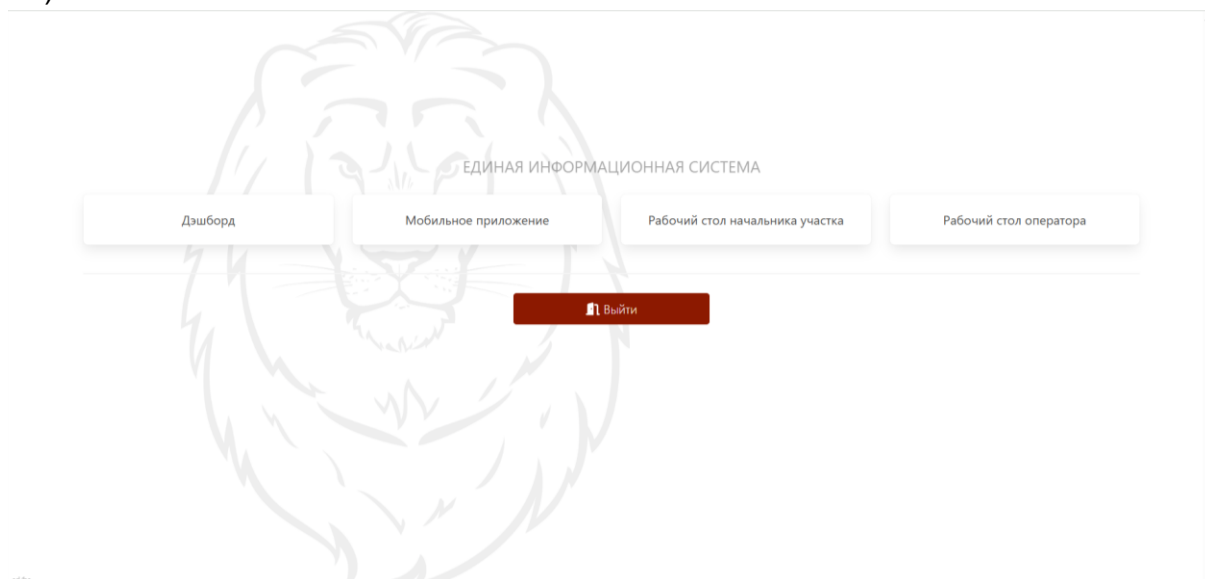 ЕДИНАЯ ИНФОРМАЦИОННАЯ СИСТЕМА
Дэшборд
Мобильное приложение
Рабочий стол начальника участка
Рабочий стол оператора
Выйти